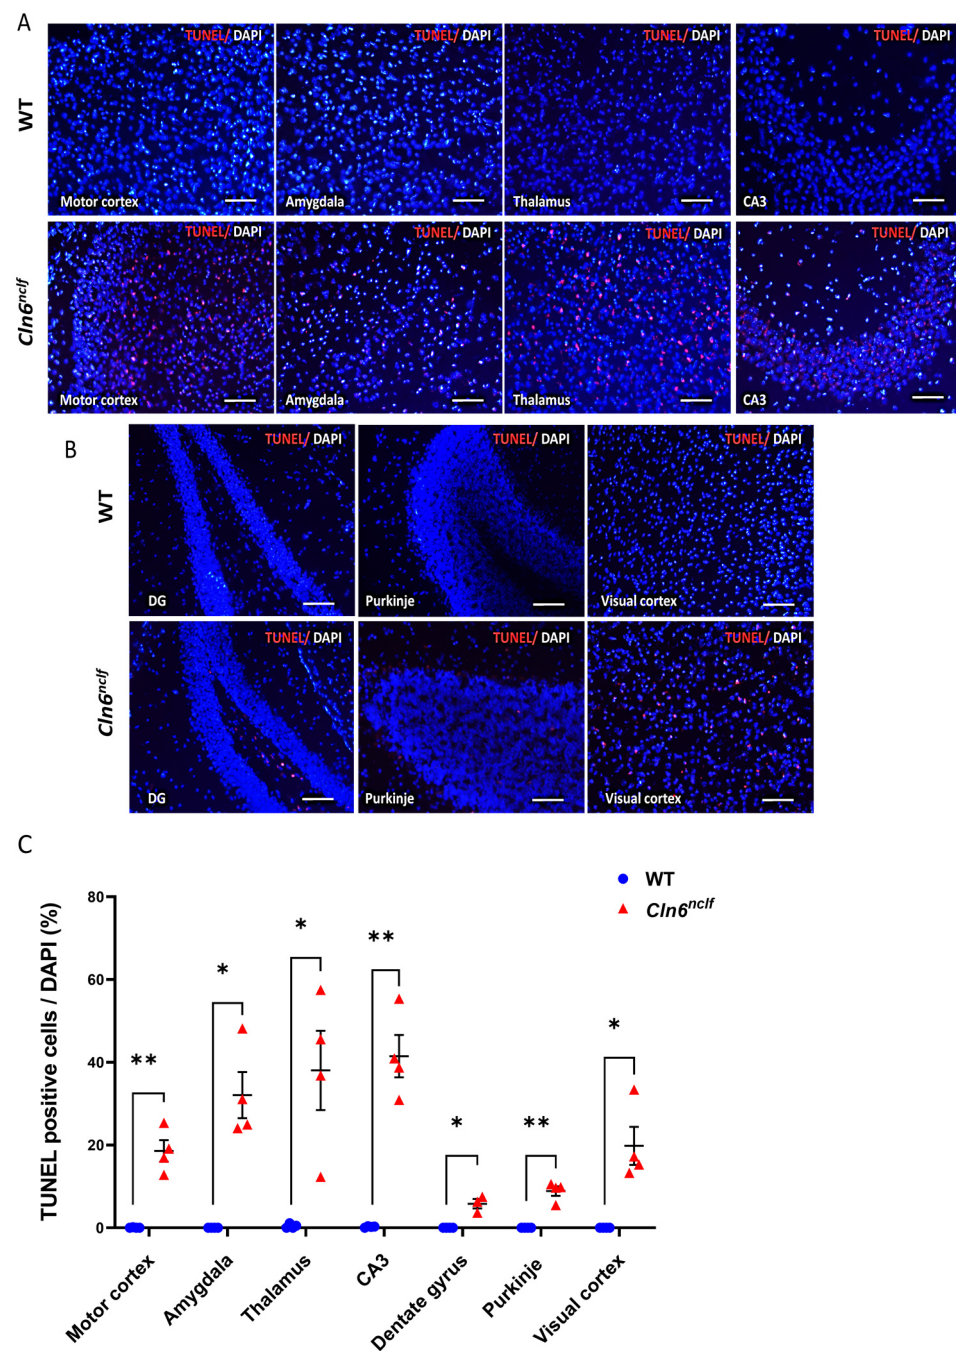 A
WT
TUNEL/ DAPI
Motor cortex
TUNEL/ DAPI
Amygdala
TUNEL/ DAPI
Thalamus
TUNEL/ DAPI
CA3
Cln6nclf
TUNEL/ DAPI
Motor cortex
TUNEL/ DAPI
Amygdala
TUNEL/ DAPI
Thalamus
TUNEL/ DAPI
CA3
B
WT
TUNEL/ DAPI
DG
TUNEL/ DAPI
Purkinje
TUNEL/ DAPI
Visual cortex
Cln6nclf
TUNEL/ DAPI
DG
TUNEL/ DAPI
Purkinje
TUNEL/ DAPI
Visual cortex
C
WT
Cln6nclf
TUNEL positive cells / DAPI (%)
80
60
40
20
0
**
*
*
**
*
**
*
Motor cortex
Amygdala
Thalamus
CA3
Dentate gyrus
Purkinje
Visual cortex